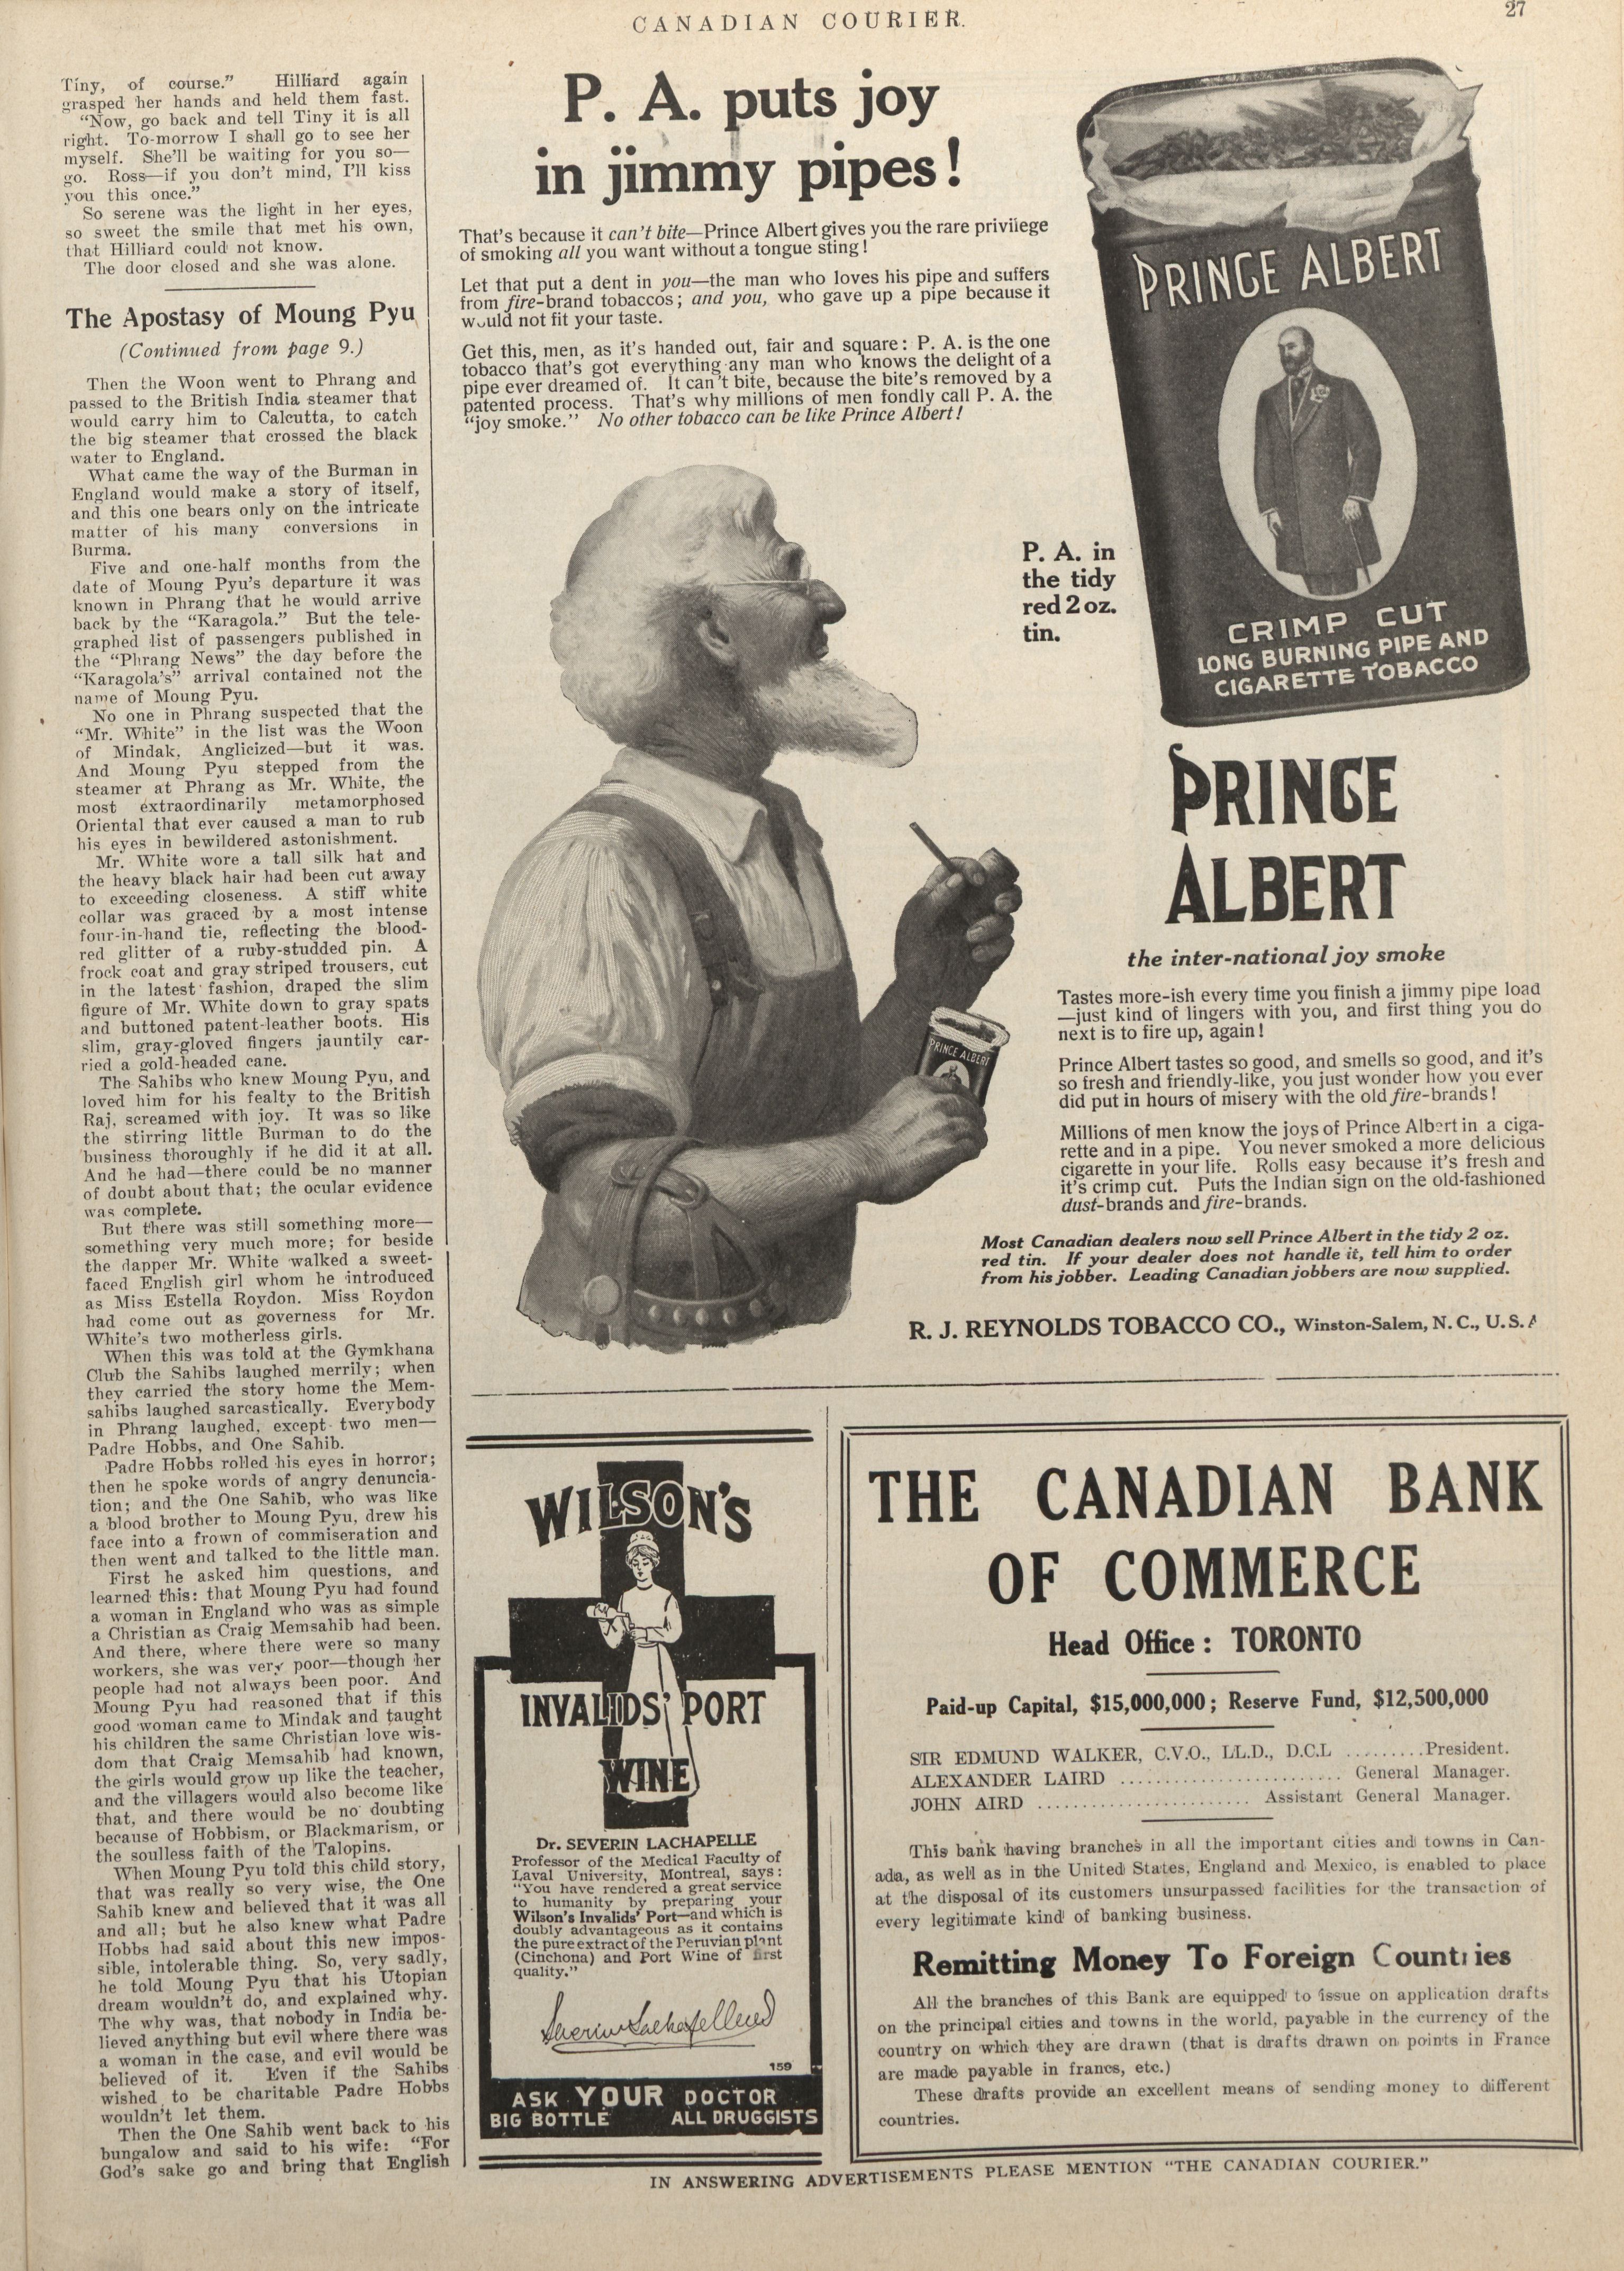 CANADIAN COURIER.
27
Tiny, of course." Hilliard again
grasped her hands and held them fast.
"Now, go back and tell Tiny it is all
right. To-morrow I shall go to see her
myself. She'll be waiting for you so—
go. Ross—if you don't mind, I'll kiss
you this once."
So serene was the light in her eyes,
so sweet the smile that met his own,
that Hilliard could not know.
The door closed and she was alone.
The Apostasy of Moung Pyu
(Continued from page 9.)
Then the Woon went to Phrang and
passed to the British India steamer that
would carry him to Calcutta, to catch
the big steamer that crossed the black
water to England.
What came the way of the Burman in
England would make a story of itself,
and this one bears only on the intricate
matter of his many conversions in
Burma.
Five and one-half months from the
date of Moung Pyu's departure it was
known in Phrang that he would arrive
back by the "Karagola." But the tele-
graphed list of passengers published in
the "Phrang News" the day before the
"Karagola's" arrival contained not the
name of Moung Pyu.
No one in Phrang suspected that the
"Mr. White" in the list was the Woon
of Mindak, Anglicized—but it was.
And Moung Pyu stepped from the
steamer at Phrang as Mr. White, the
most extraordinarily metamorphosed
Oriental that ever caused a man to rub
his eyes in bewildered astonishment.
Mr. White wore a tall silk hat and
the heavy black hair had been cut away
to exceeding closeness. A stiff white
collar was graced by a most intense
four-in-hand tie, reflecting the blood-
red glitter of a ruby-studded pin. A
frock coat and gray striped trousers, cut
in the latest fashion, draped the slim
figure of Mr. White down to gray spats
and buttoned patent-leather boots. His
slim, gray-gloved fingers jauntily car-
ried a gold-headed cane.
The Sahibs who knew Moung Pyu, and
loved him for his fealty to the British
Raj, screamed with joy. It was so like
the stirring little Burman to do the
business thoroughly if he did it at all.
And he had—there could be no manner
of doubt about that; the ocular evidence
was complete.
But there was still something more—
something very much more; for beside
the dapper Mr. White walked a sweet-
faced English girl whom he introduced
as Miss Estella Roydon. Miss Roydon
had come out as governess for Mr.
White's two motherless girls.
When this was told at the Gymkhana
Club the Sahibs laughed merrily; when
they carried the story home the Mem-
sahibs laughed sarcastically. Everybody
in Phrang laughed, except two men—
Padre Hobbs, and One Sahib.
Padre Hobbs rolled his eyes in horror;
then he spoke words of angry denuncia-
tion; and the One Sahib, who was like
a blood brother to Moung Pyu, drew his
face into a frown of commiseration and
then went and talked to the little man.
First he asked him questions, and
learned this: that Moung Pyu had found
a woman in England who was as simple
a Christian as Craig Memsahib had been.
And there, where there were so many
workers, she was very poor—though her
people had not always been poor. And
Moung Pyu had reasoned that if this
good woman came to Mindak and taught
his children the same Christian love wis-
dom that Craig Memsahib had known,
the girls would grow up like the teacher,
and the villagers would also become like
that, and there would be no doubting
because of Hobbism, or Blackmarism, or
the soulless faith of the Talopins.
When Moung Pyu told this child story,
that was really so very wise, the One
Sahib knew and believed that it was all
and all; but he also knew what Padre
Hobbs had said about this new impos-
sible, intolerable thing. So, very sadly,
he told Moung Pyu that his Utopian
dream wouldn't do, and explained why.
The why was, that nobody in India be-
lieved anything but evil where there was
a woman in the case, and evil would be
believed of it. Even if the Sahibs
wished to be charitable Padre Hobbs
wouldn't let them.
Then the One Sahib went back to his
bungalow and said to his wife: "For
God's sake go and bring that English
P. A. puts joy
in jimmy pipes!
That's because it can't bite—Prince Albert gives you the rare privilege
of smoking all you want without a tongue sting!
Let that put a dent in you—the man who loves his pipe and suffers
from fire-brand tobaccos; and you, who gave up a pipe because it
would not fit your taste.
Get this, men, as it's handed out, fair and square: P. A. is the one
tobacco that's got everything any man who knows the delight of a
pipe ever dreamed of. It can't bite, because the bite's removed by a
patented process. That's why millions of men fondly call P. A. the
"joy smoke." No other tobacco can be like Prince Albert!
PRINCE ALBERT
CRIMP CUT
LONG BURNING PIPE AND
CIGARETTE TOBACCO
P. A. in
the tidy
red 2 oz.
tin.
PRINCE ALBERT
PRINCE
ALBERT
the inter-national joy smoke
Tastes more-ish every time you finish a jimmy pipe load
—just kind of lingers with you, and first thing you do
next is to fire up, again!
Prince Albert tastes so good, and smells so good, and it's
so fresh and friendly-like, you just wonder how you ever
did put in hours of misery with the old fire-brands!
Millions of men know the joys of Prince Albert in a ciga-
rette and in a pipe. You never smoked a more delicious
cigarette in your life. Rolls easy because it's fresh and
it's crimp cut. Puts the Indian sign on the old-fashioned
dust-brands and fire-brands.
Most Canadian dealers now sell Prince Albert in the tidy 2 oz.
red tin. If your dealer does not handle it, tell him to order
from his jobber. Leading Canadian jobbers are now supplied.
R. J. REYNOLDS TOBACCO CO., Winston-Salem, N. C., U. S. A
WILSON'S
INVALIDS' PORT
WINE
Dr. SEVERIN LACHAPELLE
Professor of the Medical Faculty of
Laval University, Montreal, says:
"You have rendered a great service
to humanity by preparing your
Wilson's Invalids' Port—and which is
doubly advantageous as it contains
the pure extract of the Peruvian plant
(Cinchona) and Port Wine of first
quality."
Severin Lachapelle md
159
ASK YOUR DOCTOR
BIG BOTTLE ALL DRUGGISTS
THE CANADIAN BANK
OF COMMERCE
Head Office: TORONTO
Paid-up Capital, $15,000,000; Reserve Fund, $12,500,000
SIR EDMUND WALKER, C.V.O., LL.D., D.C.L .........President.
ALEXANDER LAIRD ........................ General Manager.
JOHN AIRD ........................ Assistant General Manager.
This bank having branches in all the important cities and towns in Can-
ada, as well as in the United States, England and Mexico, is enabled to place
at the disposal of its customers unsurpassed facilities for the transaction of
every legitimate kind of banking business.
Remitting Money To Foreign Countries
All the branches of this Bank are equipped to issue on application drafts
on the principal cities and towns in the world, payable in the currency of the
country on which they are drawn (that is drafts drawn on points in France
are made payable in francs, etc.)
These drafts provide an excellent means of sending money to different
countries.
IN ANSWERING ADVERTISEMENTS PLEASE MENTION "THE CANADIAN COURIER."